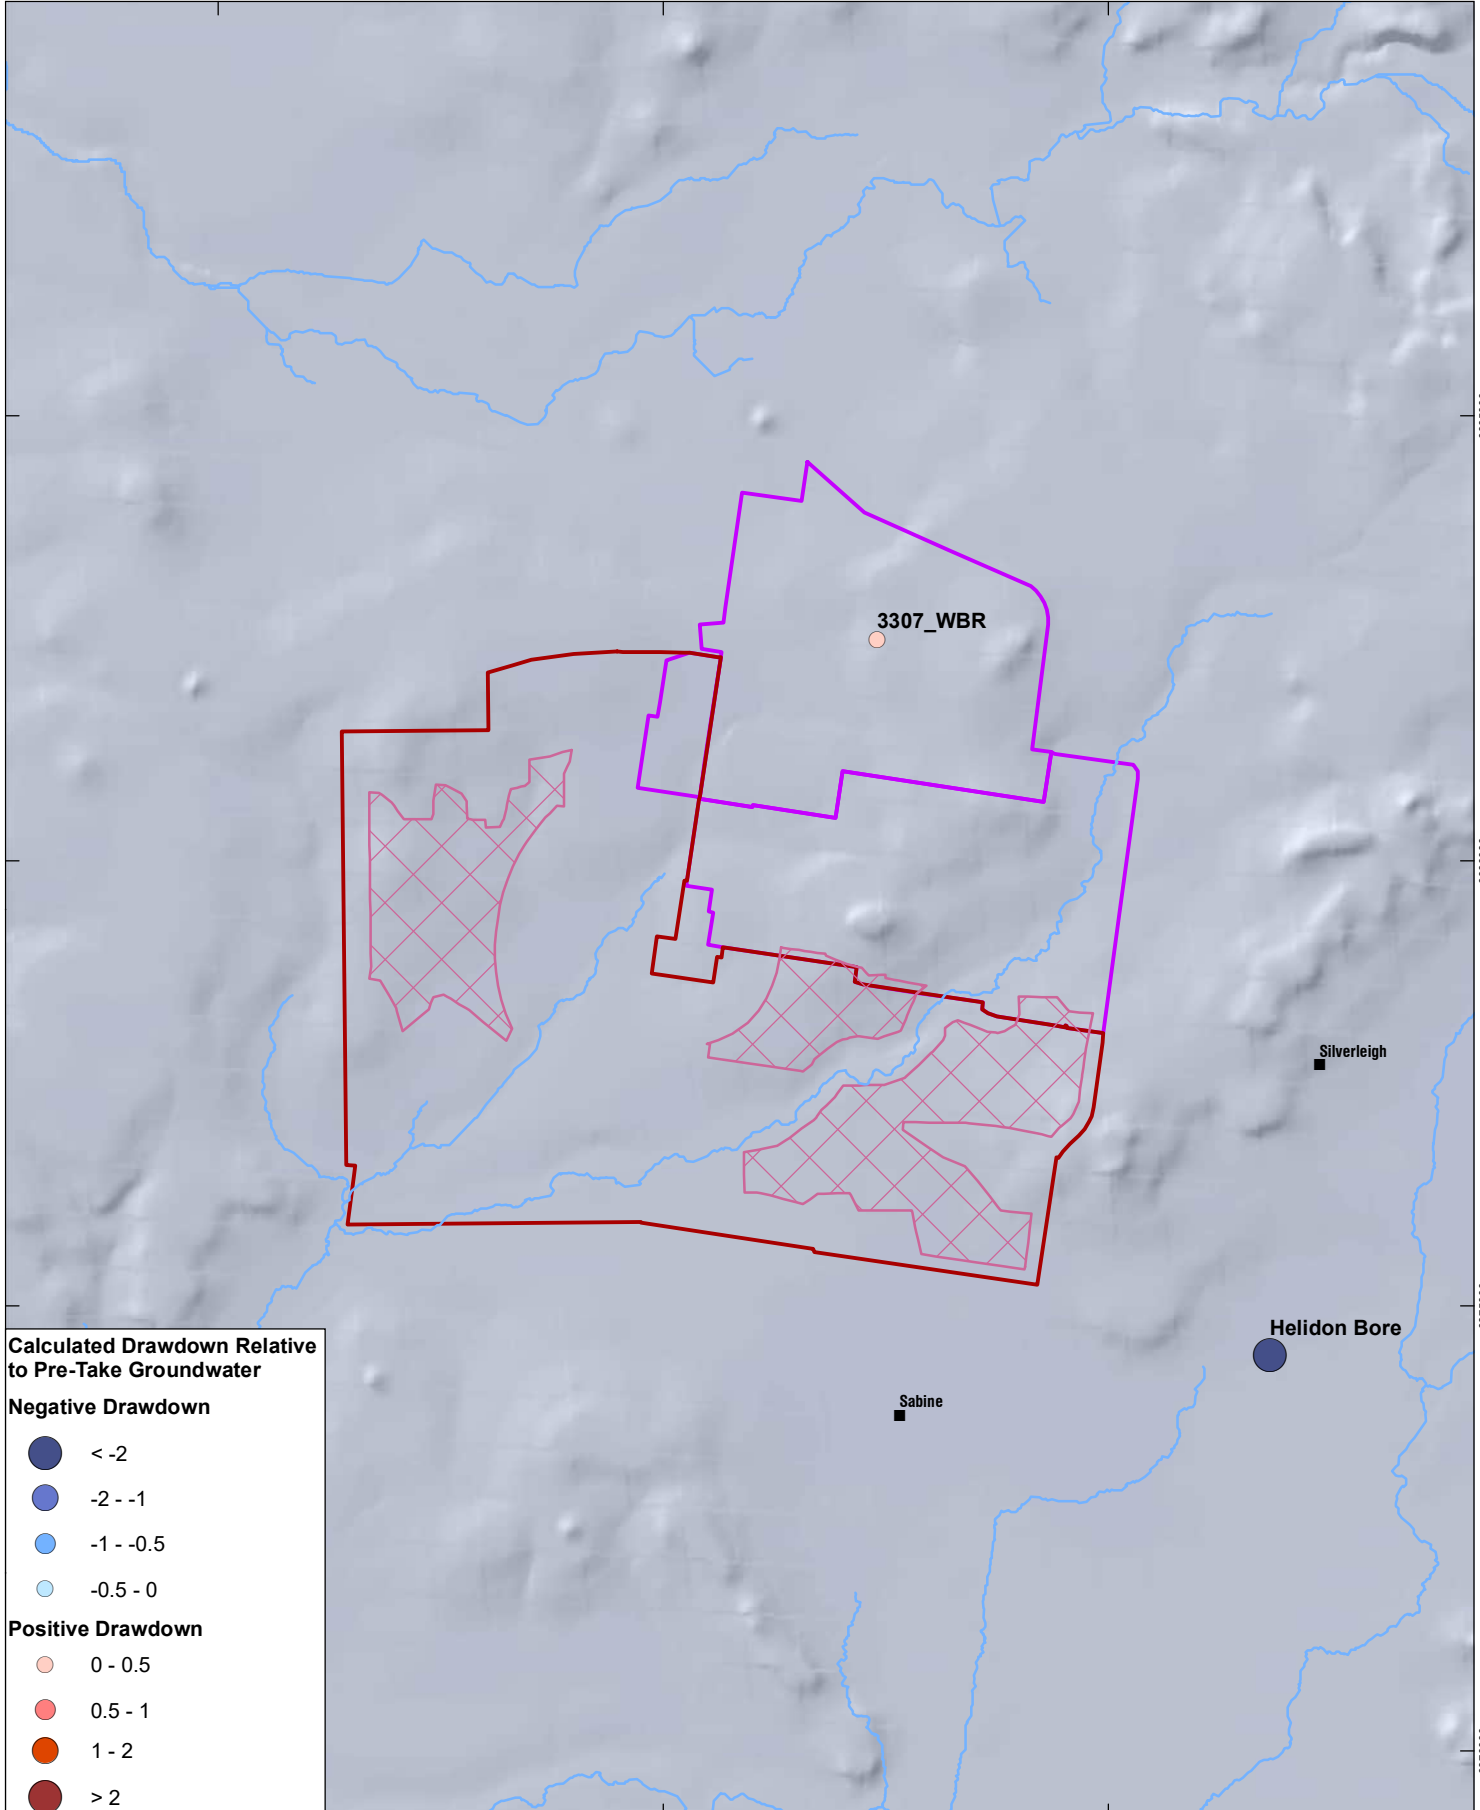 3307_WBR
Silverleigh
Helidon Bore
Sabine
Calculated Drawdown Relative
to Pre-Take Groundwater
Negative Drawdown
< -2
-2 - -1
-1 - -0.5
-0.5 - 0
Positive Drawdown
0 - 0.5
0.5 - 1
1 - 2
> 2